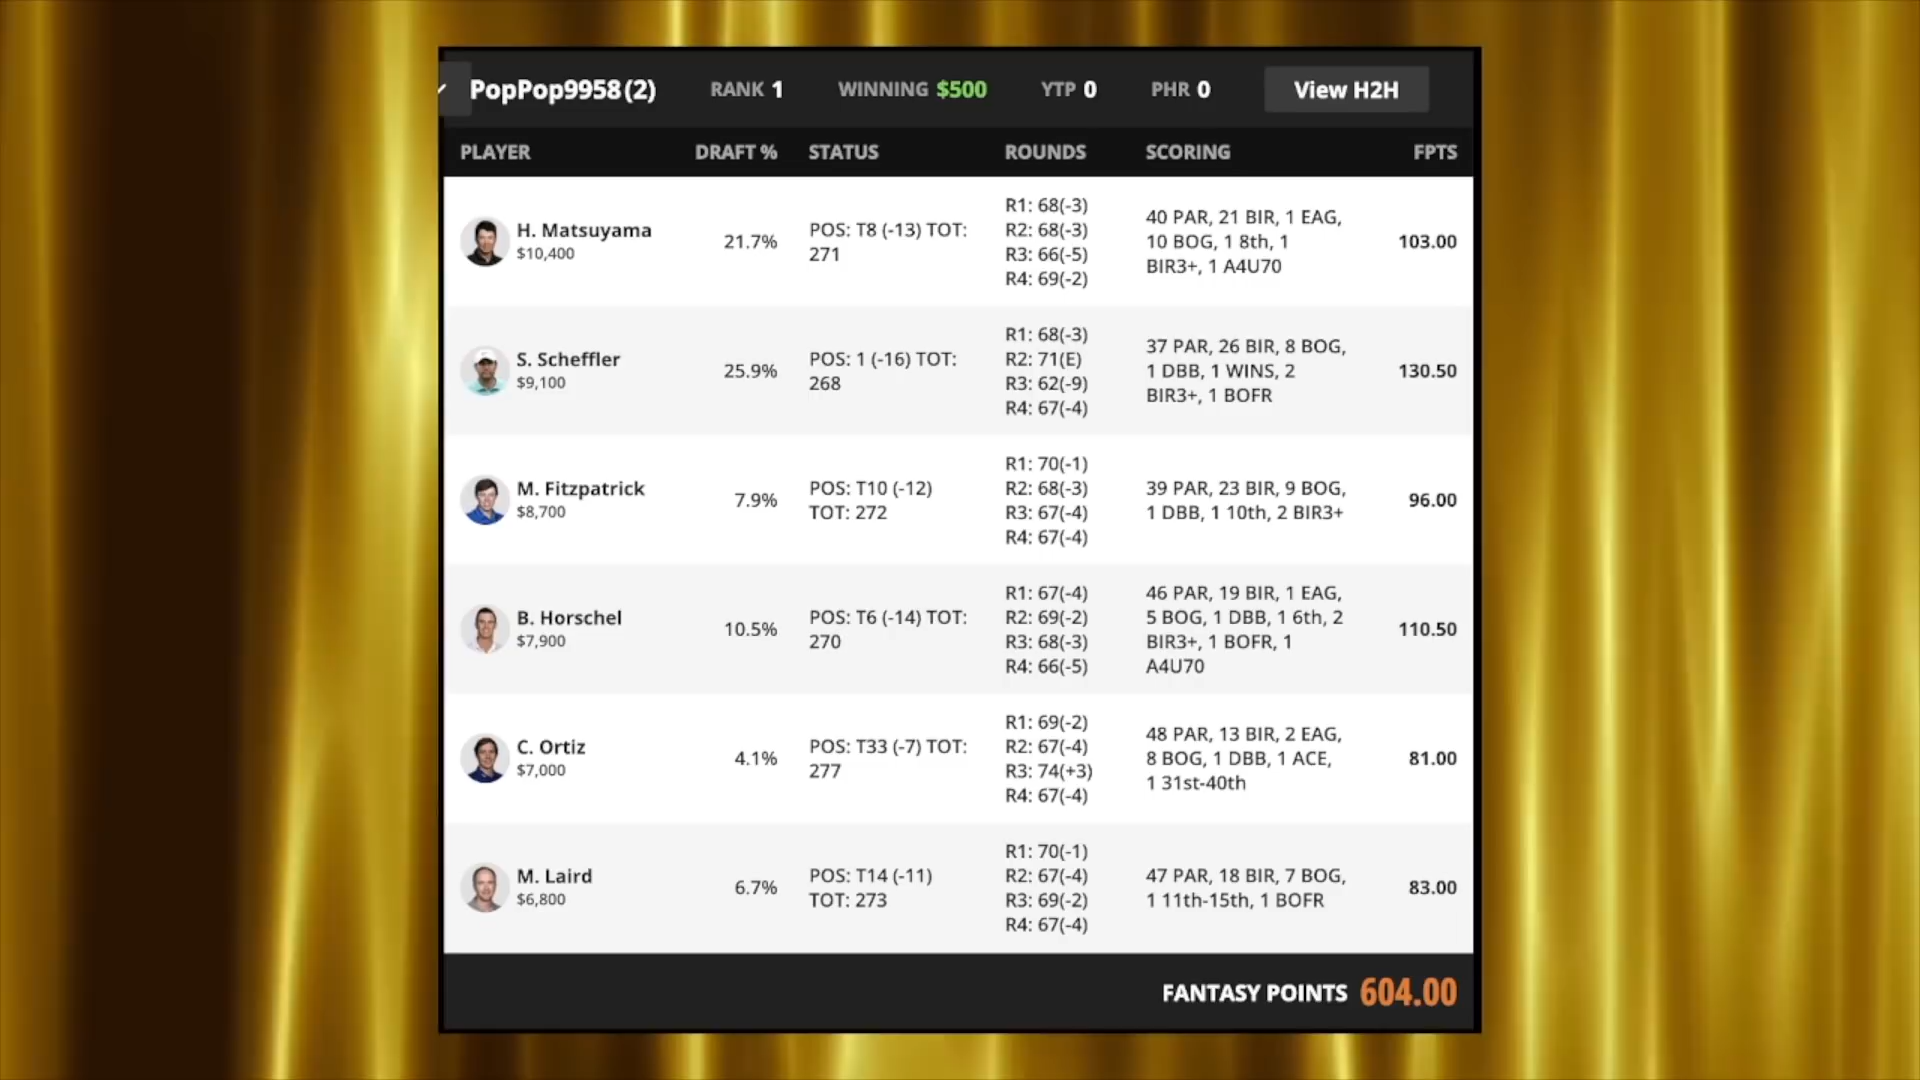 PopPop9958(2) RANK 1 WINNING $500 YTP 0 PHR 0 View H2H
PLAYER DRAFT % STATUS ROUNDS SCORING FPTS
H. Matsuyama
$10,400
21.7%
POS: T8 (-13) TOT:
271
R1: 68(-3)
R2: 68(-3)
R3: 66(-5)
R4: 69(-2)
40 PAR, 21 BIR, 1 EAG,
10 BOG, 1 8th, 1
BIR3+, 1 A4U70
103.00
S. Scheffler
$9,100
25.9%
POS: 1 (-16) TOT:
268
R1: 68(-3)
R2: 71(E)
R3: 62(-9)
R4: 67(-4)
37 PAR, 26 BIR, 8 BOG,
1 DBB, 1 WINS, 2
BIR3+, 1 BOFR
130.50
M. Fitzpatrick
$8,700
7.9%
POS: T10 (-12)
TOT: 272
R1: 70(-1)
R2: 68(-3)
R3: 67(-4)
R4: 67(-4)
39 PAR, 23 BIR, 9 BOG,
1 DBB, 1 10th, 2 BIR3+
96.00
B. Horschel
$7,900
10.5%
POS: T6 (-14) TOT:
270
R1: 67(-4)
R2: 69(-2)
R3: 68(-3)
R4: 66(-5)
46 PAR, 19 BIR, 1 EAG,
5 BOG, 1 DBB, 1 6th, 2
BIR3+, 1 BOFR, 1
A4U70
110.50
C. Ortiz
$7,000
4.1%
POS: T33 (-7) TOT:
277
R1: 69(-2)
R2: 67(-4)
R3: 74(+3)
R4: 67(-4)
48 PAR, 13 BIR, 2 EAG,
8 BOG, 1 DBB, 1 ACE,
1 31st-40th
81.00
M. Laird
$6,800
6.7%
POS: T14 (-11)
TOT: 273
R1: 70(-1)
R2: 67(-4)
R3: 69(-2)
R4: 67(-4)
47 PAR, 18 BIR, 7 BOG,
1 11th-15th, 1 BOFR
83.00
FANTASY POINTS 604.00